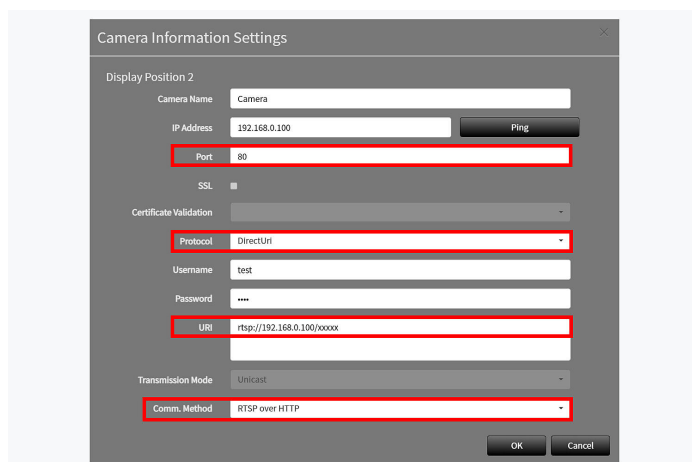 Camera Information Settings
Display Position 2
Camera Name Camera
IP Address 192.168.0.100 Ping
Port 80
SSL
Certificate Validation
Protocol DirectUri
Username test
Password ••••
URI rtsp://192.168.0.100/xxxxx
Transmission Mode Unicast
Comm. Method RTSP over HTTP
OK Cancel